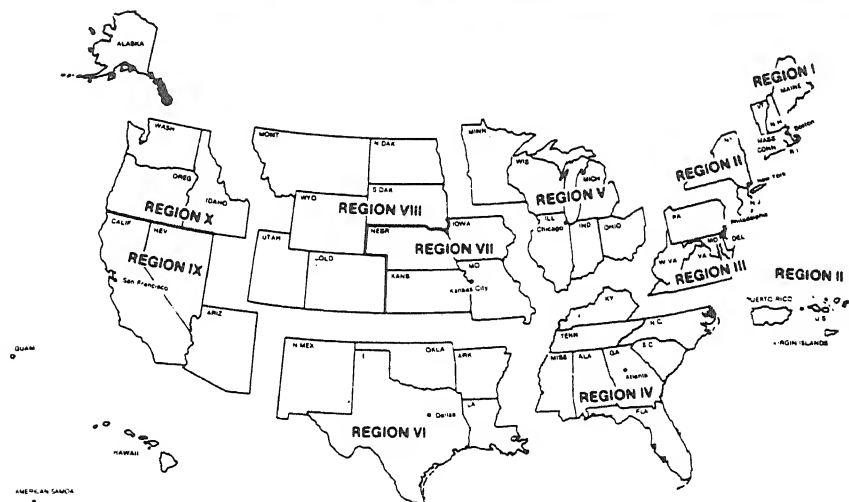 ALASKA
REGION I
MAINE
VT
N.H
Boston
MASS
CONN
R I
NY
REGION II
New York
N J
Philadelphia
PA
DEL
MD
W VA
VA
REGION III
REGION II
PUERTO RICO
U.S
VIRGIN ISLANDS
WASH
OREG
IDAHO
REGION X
MONT
N DAK
S DAK
WYO
REGION VIII
UTAH
COLO
MINN
WIS
MICH
REGION V
ILL
Chicago
IND
OHIO
CALIF
NEV
REGION IX
San Francisco
ARIZ
NEBR
IOWA
REGION VII
KANS
MO
Kansas City
KY
TENN
N.C
S C
MISS
ALA
GA
Atlanta
REGION IV
FLA
N MEX
OKLA
ARK
LA
Dallas
REGION VI
GUAM
HAWAII
AMERICAN SAMOA